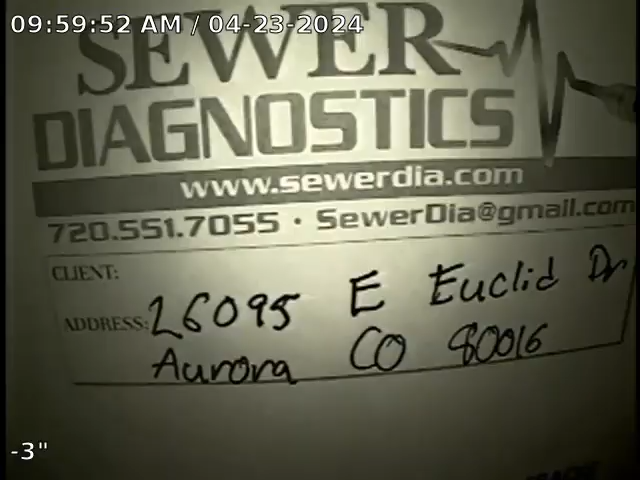 09:59:52 AM / 04-23-2024
SEWER
DIAGNOSTICS
www.sewerdia.com
720.551.7055 · SewerDia@gmail.com
CLIENT:
ADDRESS: 26095 E Euclid Dr
Aurora CO 80016
-3"